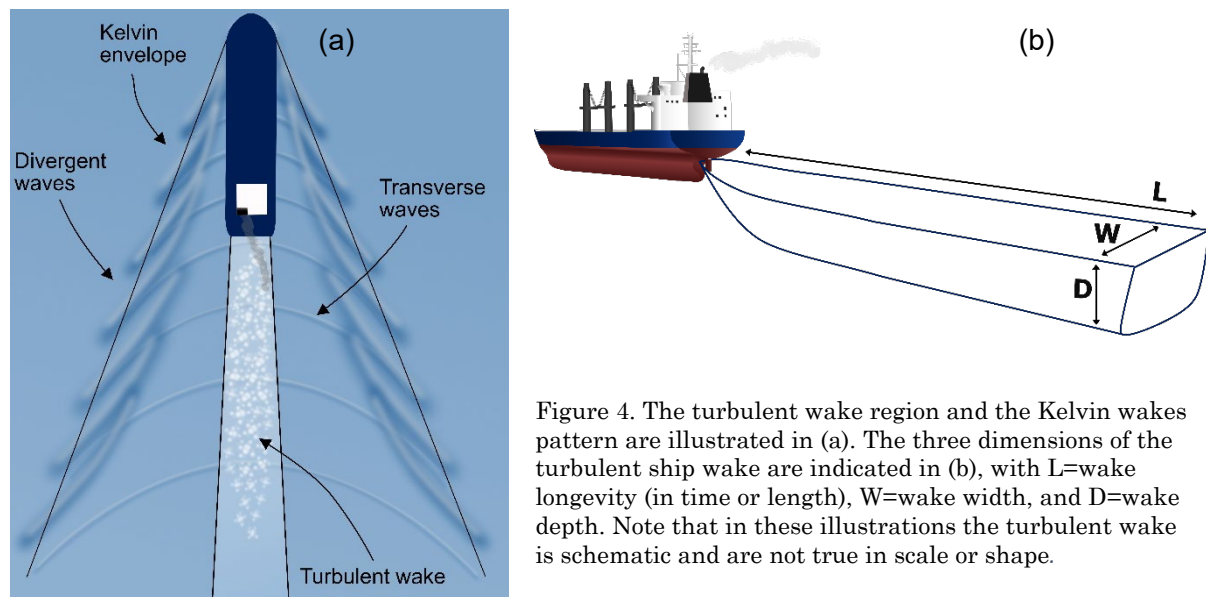 Kelvin
envelope
(a)
Divergent
waves
Transverse
waves
Turbulent wake
(b)
L
W
D
Figure 4. The turbulent wake region and the Kelvin wakes
pattern are illustrated in (a). The three dimensions of the
turbulent ship wake are indicated in (b), with L=wake
longevity (in time or length), W=wake width, and D=wake
depth. Note that in these illustrations the turbulent wake
is schematic and are not true in scale or shape.